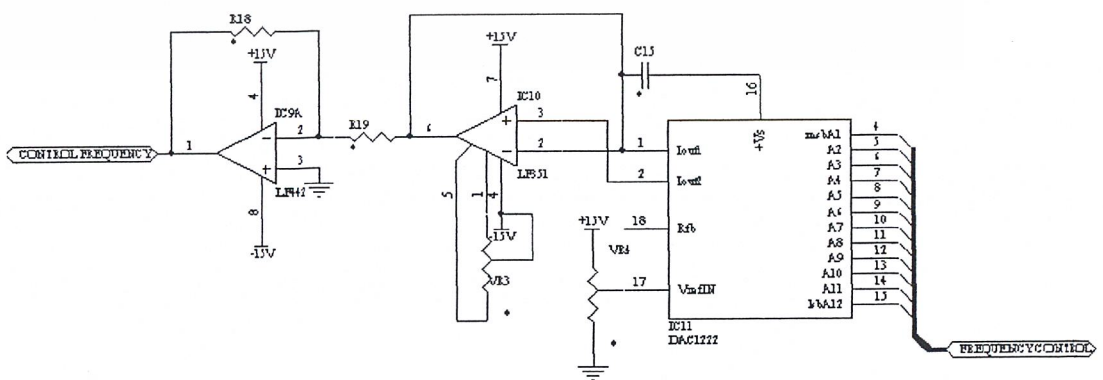 R18
+15V
4
IC9A
1
2
3
LF442
8
-15V
CONTROL FREQUENCY
R19
+15V
7
IC10
6
3
2
LF351
5
1
4
-15V
VR3
C15
16
+Vs
1
Iout1
2
Iout2
18
Rfb
17
VrefIN
+15V
VR4
IC11
DAC1222
msbA1
4
A2
5
A3
6
A4
7
A5
8
A6
9
A7
10
A8
11
A9
12
A10
13
A11
14
lsbA12
15
FREQUENCY CONTROL